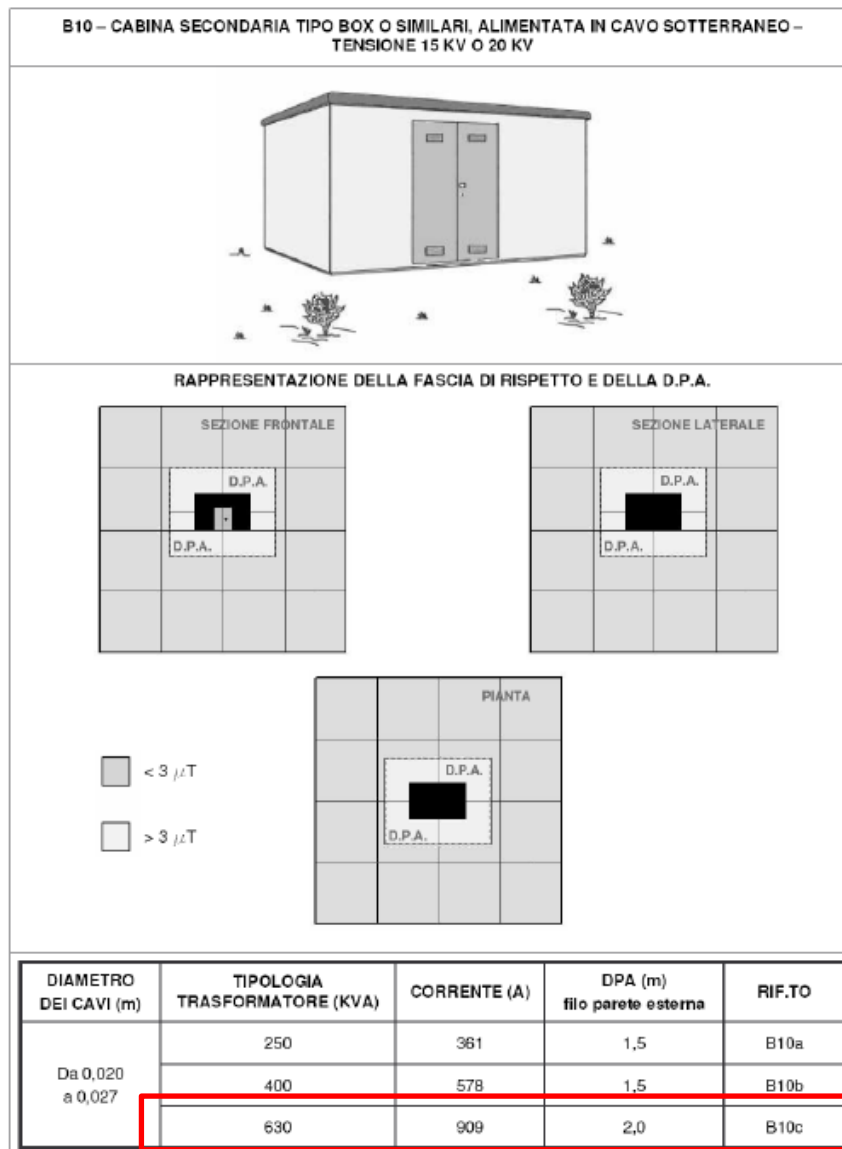 B10 – CABINA SECONDARIA TIPO BOX O SIMILARI, ALIMENTATA IN CAVO SOTTERRANEO –
TENSIONE 15 KV O 20 KV
RAPPRESENTAZIONE DELLA FASCIA DI RISPETTO E DELLA D.P.A.
SEZIONE FRONTALE
D.P.A.
D.P.A.
SEZIONE LATERALE
D.P.A.
D.P.A.
PIANTA
D.P.A.
D.P.A.
< 3 μT
> 3 μT
DIAMETRO DEI CAVI (m) TIPOLOGIA TRASFORMATORE (KVA) CORRENTE (A) DPA (m) filo parete esterna RIF.TO
Da 0,020 a 0,027
250 361 1,5 B10a
400 578 1,5 B10b
630 909 2,0 B10c